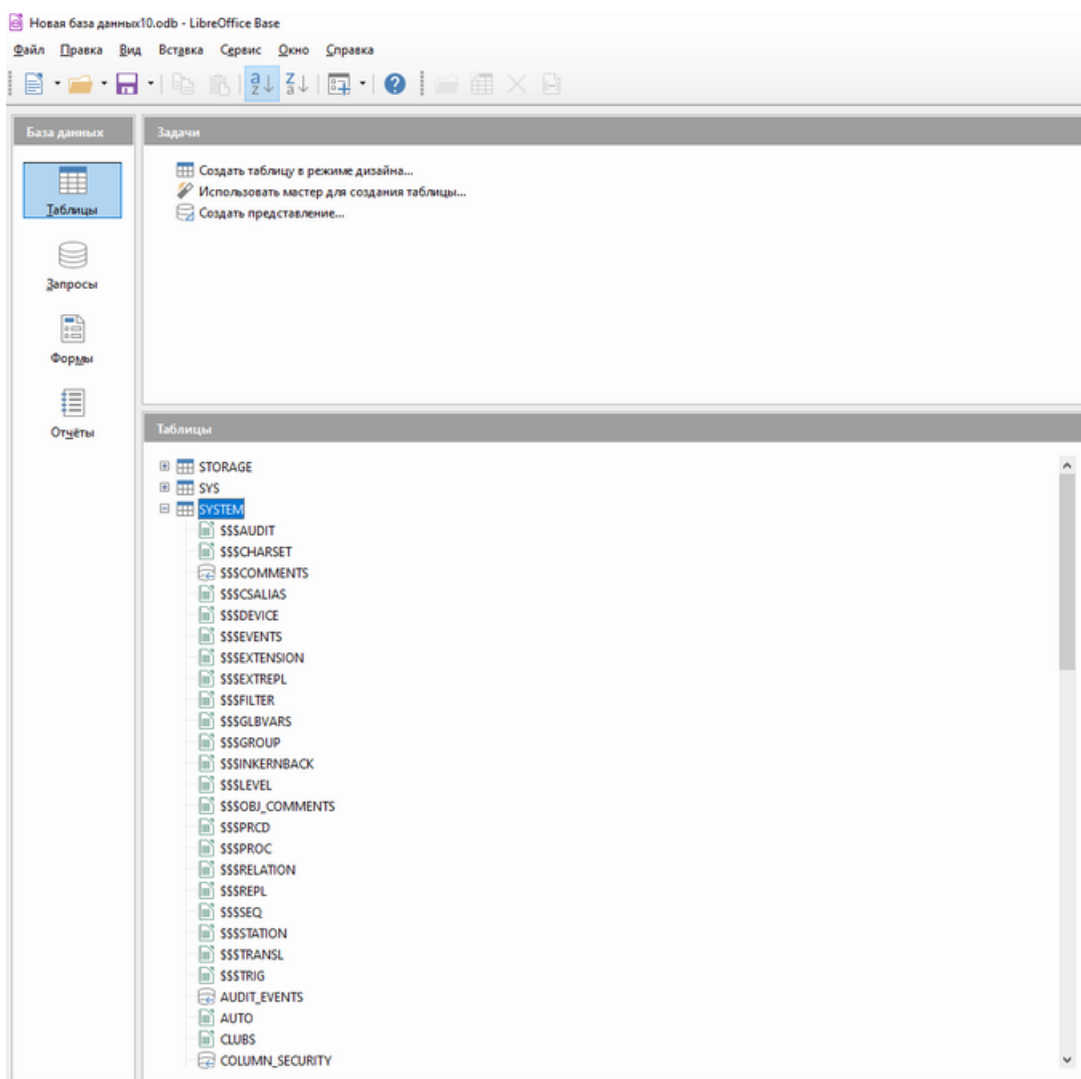 Новая база данных10.odb - LibreOffice Base
Файл Правка Вид Вставка Сервис Окно Справка
База данных
Задачи
Таблицы
Запросы
Формы
Отчёты
Создать таблицу в режиме дизайна...
Использовать мастер для создания таблицы...
Создать представление...
Таблицы
STORAGE
SYS
SYSTEM
$$$AUDIT
$$$CHARSET
$$$COMMENTS
$$$CSALIAS
$$$DEVICE
$$$EVENTS
$$$EXTENSION
$$$EXTREPL
$$$FILTER
$$$GLBVARS
$$$GROUP
$$$INKERNBACK
$$$LEVEL
$$$OBJ_COMMENTS
$$$PRCD
$$$PROC
$$$RELATION
$$$REPL
$$$SEQ
$$$STATION
$$$TRANSL
$$$TRIG
AUDIT_EVENTS
AUTO
CLUBS
COLUMN_SECURITY